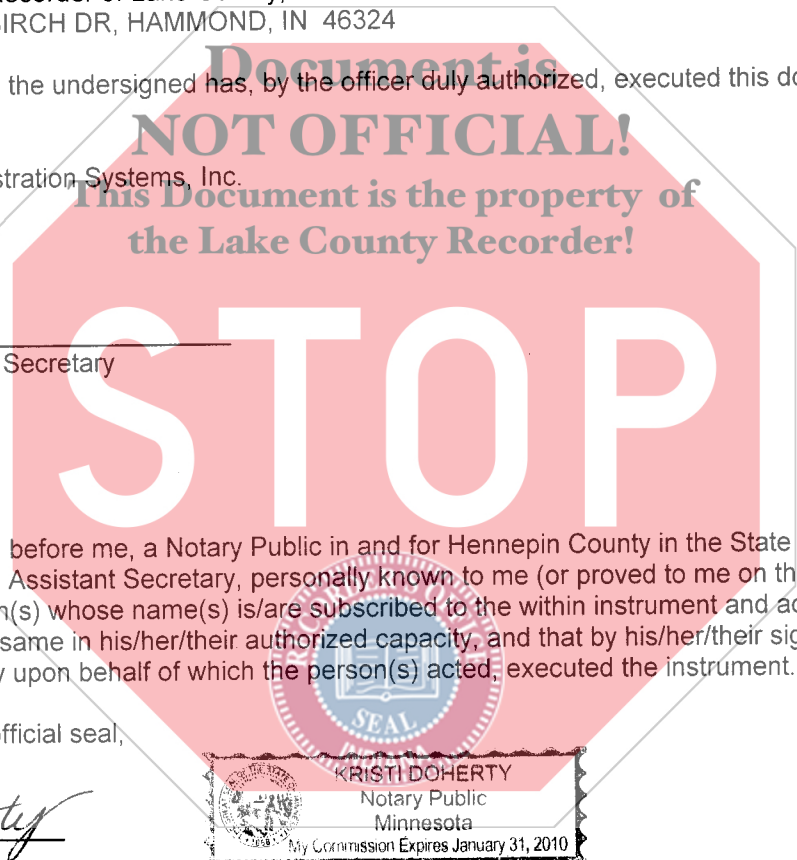 BIRCH DR, HAMMOND, IN 46324
Document is
the undersigned has, by the officer duly authorized, executed this do
NOT OFFICIAL!
stration Systems, Inc.
This Document is the property of
the Lake County Recorder!
STOP
Secretary
before me, a Notary Public in and for Hennepin County in the State
Assistant Secretary, personally known to me (or proved to me on th
n(s) whose name(s) is/are subscribed to the within instrument and ac
same in his/her/their authorized capacity, and that by his/her/their sig
y upon behalf of which the person(s) acted, executed the instrument.
RECORDER'S OFFICE
SEAL
INDIANA
fficial seal,
KRISTI DOHERTY
Notary Public
Minnesota
My Commission Expires January 31, 2010